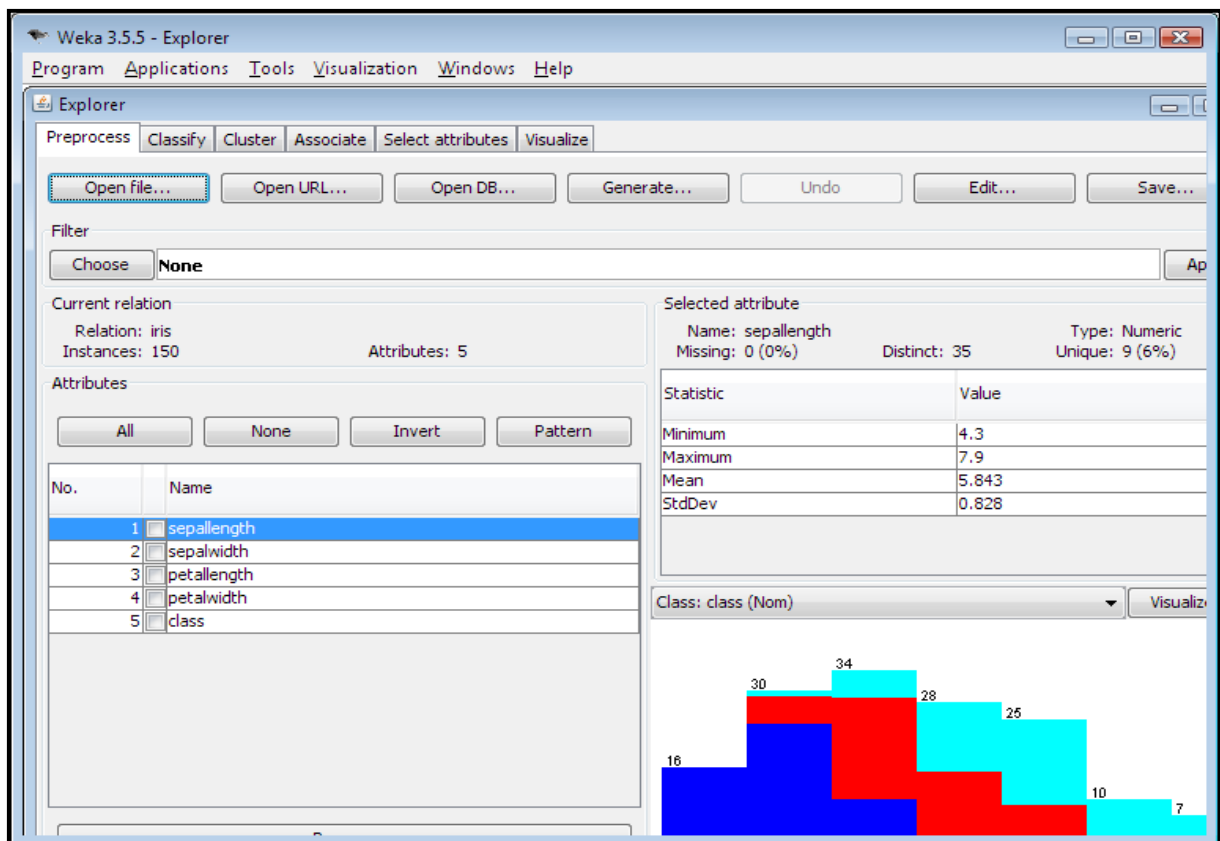 Weka 3.5.5 - Explorer
Program Applications Tools Visualization Windows Help
Explorer
Preprocess Classify Cluster Associate Select attributes Visualize
Open file... Open URL... Open DB... Generate... Undo Edit... Save...
Filter
Choose None
Current relation
Relation: iris
Instances: 150 Attributes: 5
Attributes
All None Invert Pattern
No. Name
1 sepallength
2 sepalwidth
3 petallength
4 petalwidth
5 class
Selected attribute
Name: sepallength Type: Numeric
Missing: 0 (0%) Distinct: 35 Unique: 9 (6%)
Statistic Value
Minimum 4.3
Maximum 7.9
Mean 5.843
StdDev 0.828
Class: class (Nom)
16 30 34 28 25 10 7